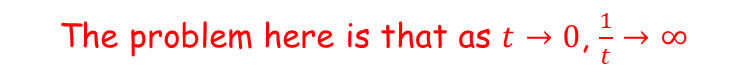 The problem here is that as t → 0, 1/t → ∞